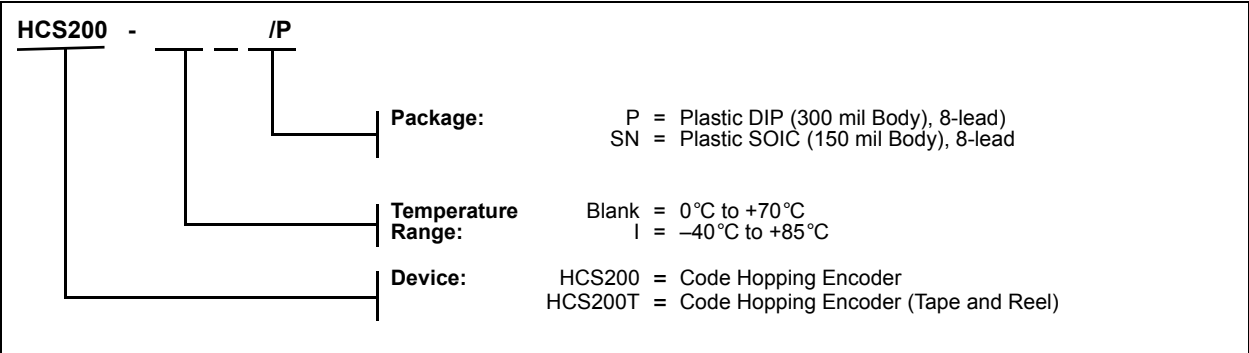 HCS200 - /P
Package: P = Plastic DIP (300 mil Body), 8-lead)
SN = Plastic SOIC (150 mil Body), 8-lead
Temperature Blank = 0°C to +70°C
Range: I = –40°C to +85°C
Device: HCS200 = Code Hopping Encoder
HCS200T = Code Hopping Encoder (Tape and Reel)